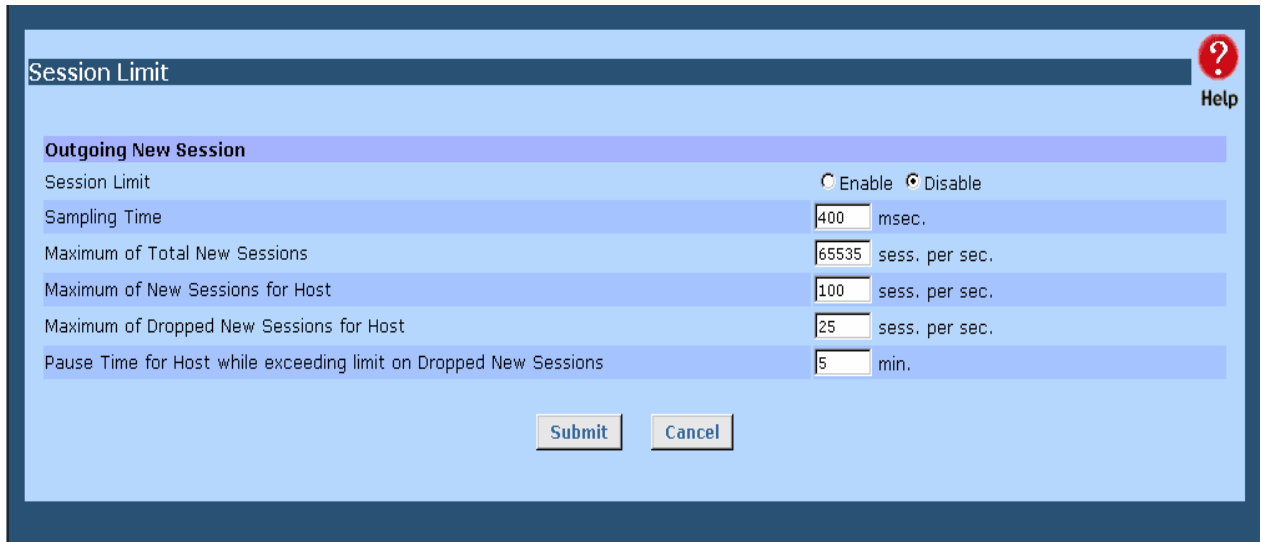 Session Limit
?
Help
Outgoing New Session
Session Limit Enable Disable
Sampling Time 400 msec.
Maximum of Total New Sessions 65535 sess. per sec.
Maximum of New Sessions for Host 100 sess. per sec.
Maximum of Dropped New Sessions for Host 25 sess. per sec.
Pause Time for Host while exceeding limit on Dropped New Sessions 5 min.
Submit Cancel